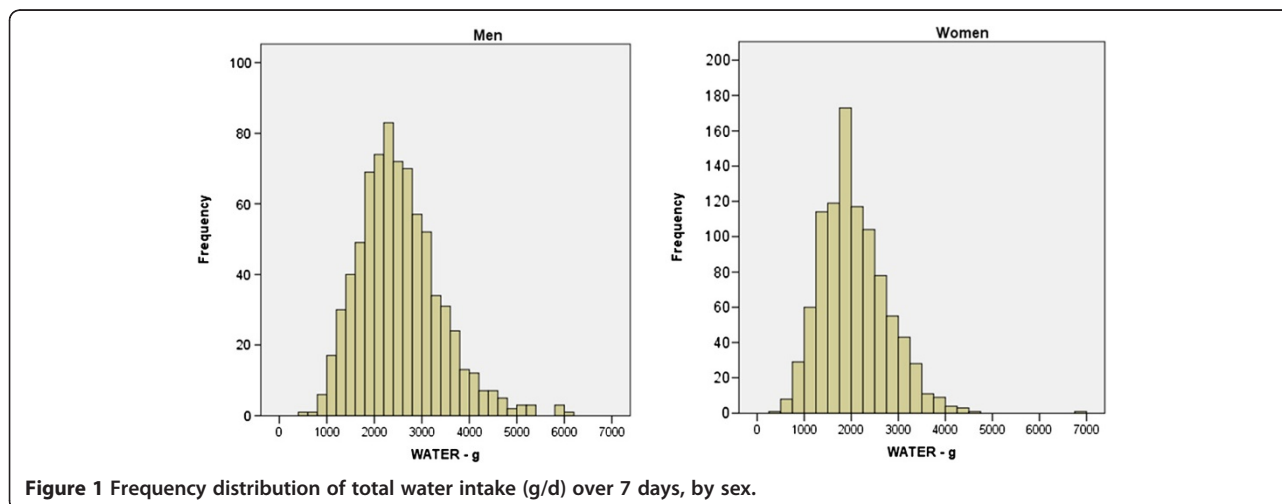 Men
100
80
60
40
20
0
Frequency
0 1000 2000 3000 4000 5000 6000 7000
WATER - g
Women
200
180
160
140
120
100
80
60
40
20
0
Frequency
0 1000 2000 3000 4000 5000 6000 7000
WATER - g
Figure 1 Frequency distribution of total water intake (g/d) over 7 days, by sex.